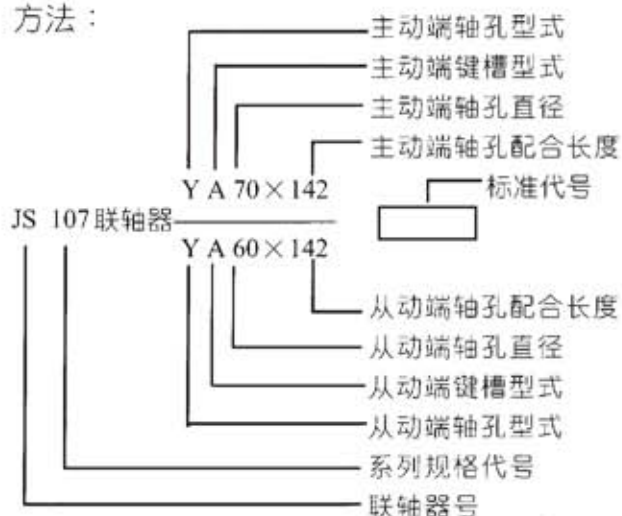 方法：
主动端轴孔型式
主动端键槽型式
主动端轴孔直径
主动端轴孔配合长度
Y A 70×142
标准代号
JS 107联轴器
Y A 60×142
从动端轴孔配合长度
从动端轴孔直径
从动端键槽型式
从动端轴孔型式
系列规格代号
联轴器号